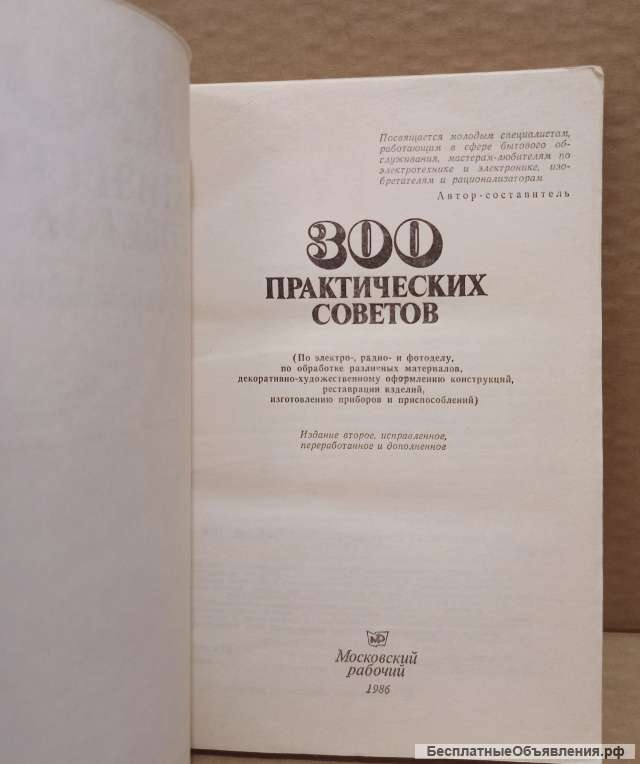 Посвящается молодым специалистам,
работающим в сфере бытового об-
служивания, мастерам-любителям по
электротехнике и электронике, изо-
бретателям и рационализаторам
Автор-составитель
300
ПРАКТИЧЕСКИХ
СОВЕТОВ
(По электро-, радио- и фотоделу,
по обработке различных материалов,
декоративно-художественному оформлению конструкций,
реставрации изделий,
изготовлению приборов и приспособлений)
Издание второе, исправленное,
переработанное и дополненное
МР
Московский
рабочий
1986
БесплатныеОбъявления.рф